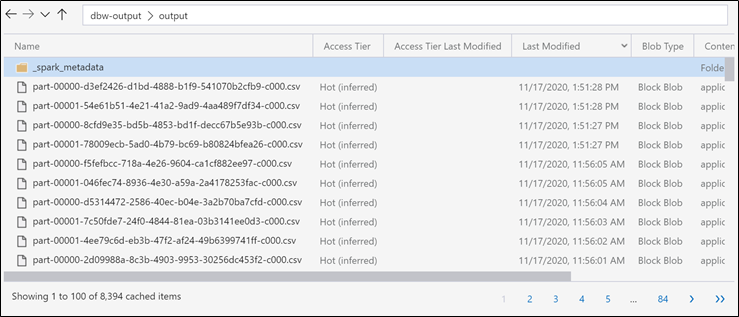 dbw-output > output
Name Access Tier Access Tier Last Modified Last Modified Blob Type Conten
_spark_metadata Folde
part-00000-d3ef2426-d1bd-4888-b1f9-541070b2cfb9-c000.csv Hot (inferred) 11/17/2020, 1:51:28 PM Block Blob applic
part-00001-54e61b51-4e21-41a2-9ad9-4aa489f7df34-c000.csv Hot (inferred) 11/17/2020, 1:51:28 PM Block Blob applic
part-00000-8cfd9e35-bd5b-4853-bd1f-decc67b5e93b-c000.csv Hot (inferred) 11/17/2020, 1:51:27 PM Block Blob applic
part-00001-78009ecb-5ad0-4b79-bc69-b80824bfea26-c000.csv Hot (inferred) 11/17/2020, 1:51:27 PM Block Blob applic
part-00000-f5fefbcc-718a-4e26-9604-ca1cf882ee97-c000.csv Hot (inferred) 11/17/2020, 11:56:05 AM Block Blob applic
part-00001-046fec74-8936-4e30-a59a-2a4178253fac-c000.csv Hot (inferred) 11/17/2020, 11:56:05 AM Block Blob applic
part-00000-d5314472-2586-40ec-b04e-3a2b70ba7cfd-c000.csv Hot (inferred) 11/17/2020, 11:56:04 AM Block Blob applic
part-00001-7c50fde7-24f0-4844-81ea-03b3141ee0d3-c000.csv Hot (inferred) 11/17/2020, 11:56:03 AM Block Blob applic
part-00001-4ee79c6d-eb3b-47f2-af24-49b6399741ff-c000.csv Hot (inferred) 11/17/2020, 11:56:02 AM Block Blob applic
part-00000-2d09988a-8c3b-4903-9953-30256dc453f2-c000.csv Hot (inferred) 11/17/2020, 11:56:01 AM Block Blob applic
Showing 1 to 100 of 8,394 cached items 1 2 3 4 5 ... 84